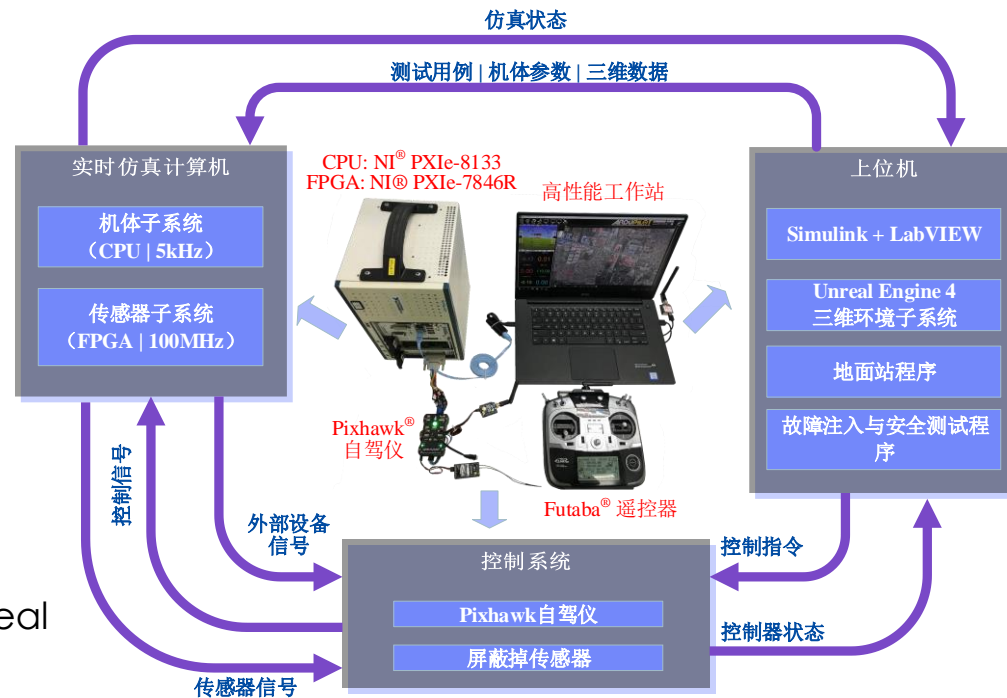 仿真状态
测试用例 | 机体参数 | 三维数据
实时仿真计算机
机体子系统
（CPU | 5kHz）
传感器子系统
（FPGA | 100MHz）
CPU: NI® PXIe-8133
FPGA: NI® PXIe-7846R
高性能工作站
ARDUPILOT
上位机
Simulink + LabVIEW
Unreal Engine 4
三维环境子系统
地面站程序
故障注入与安全测试程
序
Pixhawk®
自驾仪
Futaba® 遥控器
控制信号
外部设备
信号
控制指令
控制系统
Pixhawk自驾仪
屏蔽掉传感器
控制器状态
传感器信号
eal